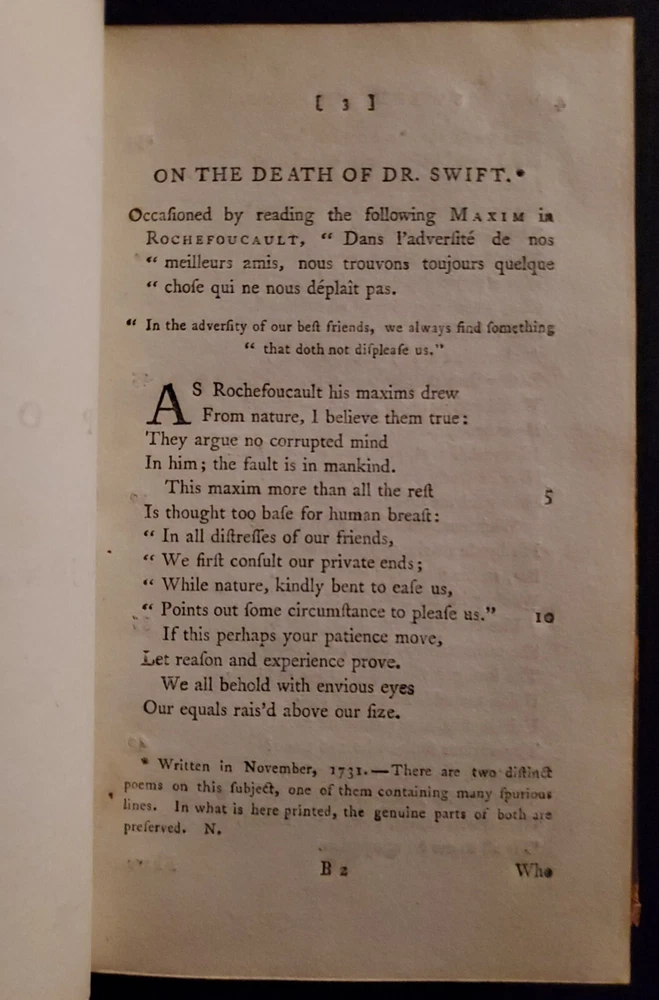 [ 3 ]
ON THE DEATH OF DR. SWIFT.*
Occaſioned by reading the following MAXIM in
ROCHEFOUCAULT, “ Dans l'adverſité de nos
“ meilleurs amis, nous trouvons toujours quelque
“ choſe qui ne nous déplaît pas.
“ In the adverſity of our beſt friends, we always find ſomething
“ that doth not diſpleaſe us.”
AS Rochefoucault his maxims drew
From nature, I believe them true:
They argue no corrupted mind
In him; the fault is in mankind.
This maxim more than all the reſt 5
Is thought too baſe for human breaſt:
“ In all diſtreſſes of our friends,
“ We firſt conſult our private ends;
“ While nature, kindly bent to eaſe us,
“ Points out ſome circumſtance to pleaſe us.” 10
If this perhaps your patience move,
Let reaſon and experience prove.
We all behold with envious eyes
Our equals rais'd above our ſize.
* Written in November, 1731.—There are two diſtinct
poems on this ſubject, one of them containing many ſpurious
lines. In what is here printed, the genuine parts of both are
preſerved. N.
B 2 Who